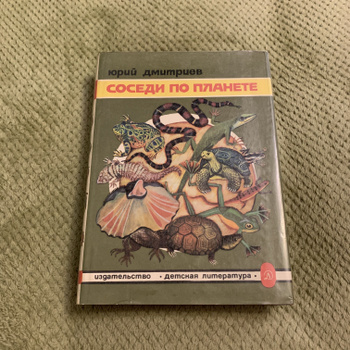 юрий дмитриев
СОСЕДИ ПО ПЛАНЕТЕ
издательство • детская литература •